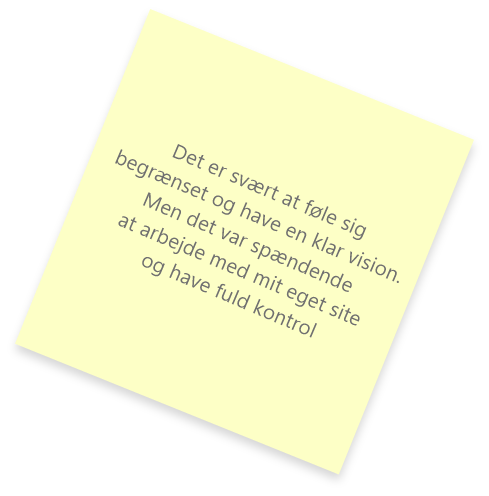 Det er svært at føle sig
begrænset og have en klar vision.
Men det var spændende
at arbejde med mit eget site
og have fuld kontrol